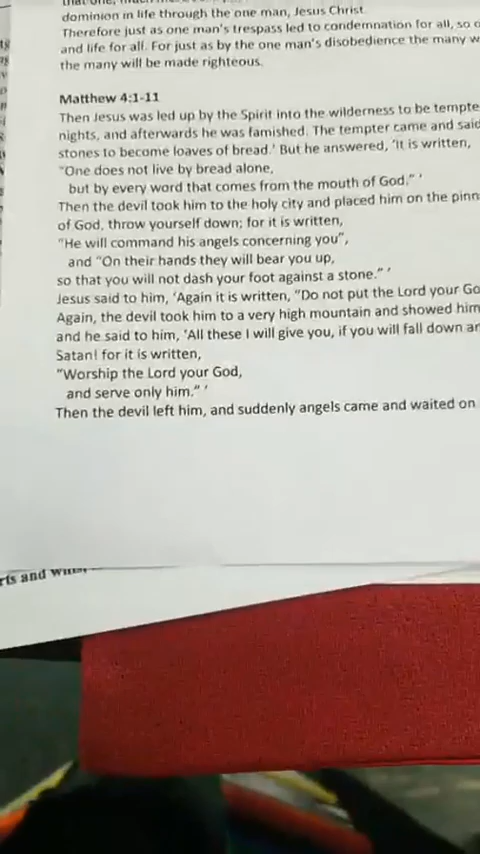 dominion in life through the one man, Jesus Christ.
Therefore just as one man's trespass led to condemnation for all, so
and life for all. For just as by the one man's disobedience the many w
the many will be made righteous.
Matthew 4:1-11
Then Jesus was led up by the Spirit into the wilderness to be tempte
nights, and afterwards he was famished. The tempter came and said
stones to become loaves of bread.' But he answered, 'It is written,
"One does not live by bread alone,
but by every word that comes from the mouth of God." '
Then the devil took him to the holy city and placed him on the pinn
of God, throw yourself down; for it is written,
"He will command his angels concerning you",
and "On their hands they will bear you up,
so that you will not dash your foot against a stone." '
Jesus said to him, 'Again it is written, "Do not put the Lord your Go
Again, the devil took him to a very high mountain and showed him
and he said to him, 'All these I will give you, if you will fall down an
Satan! for it is written,
"Worship the Lord your God,
and serve only him." '
Then the devil left him, and suddenly angels came and waited on
rts and